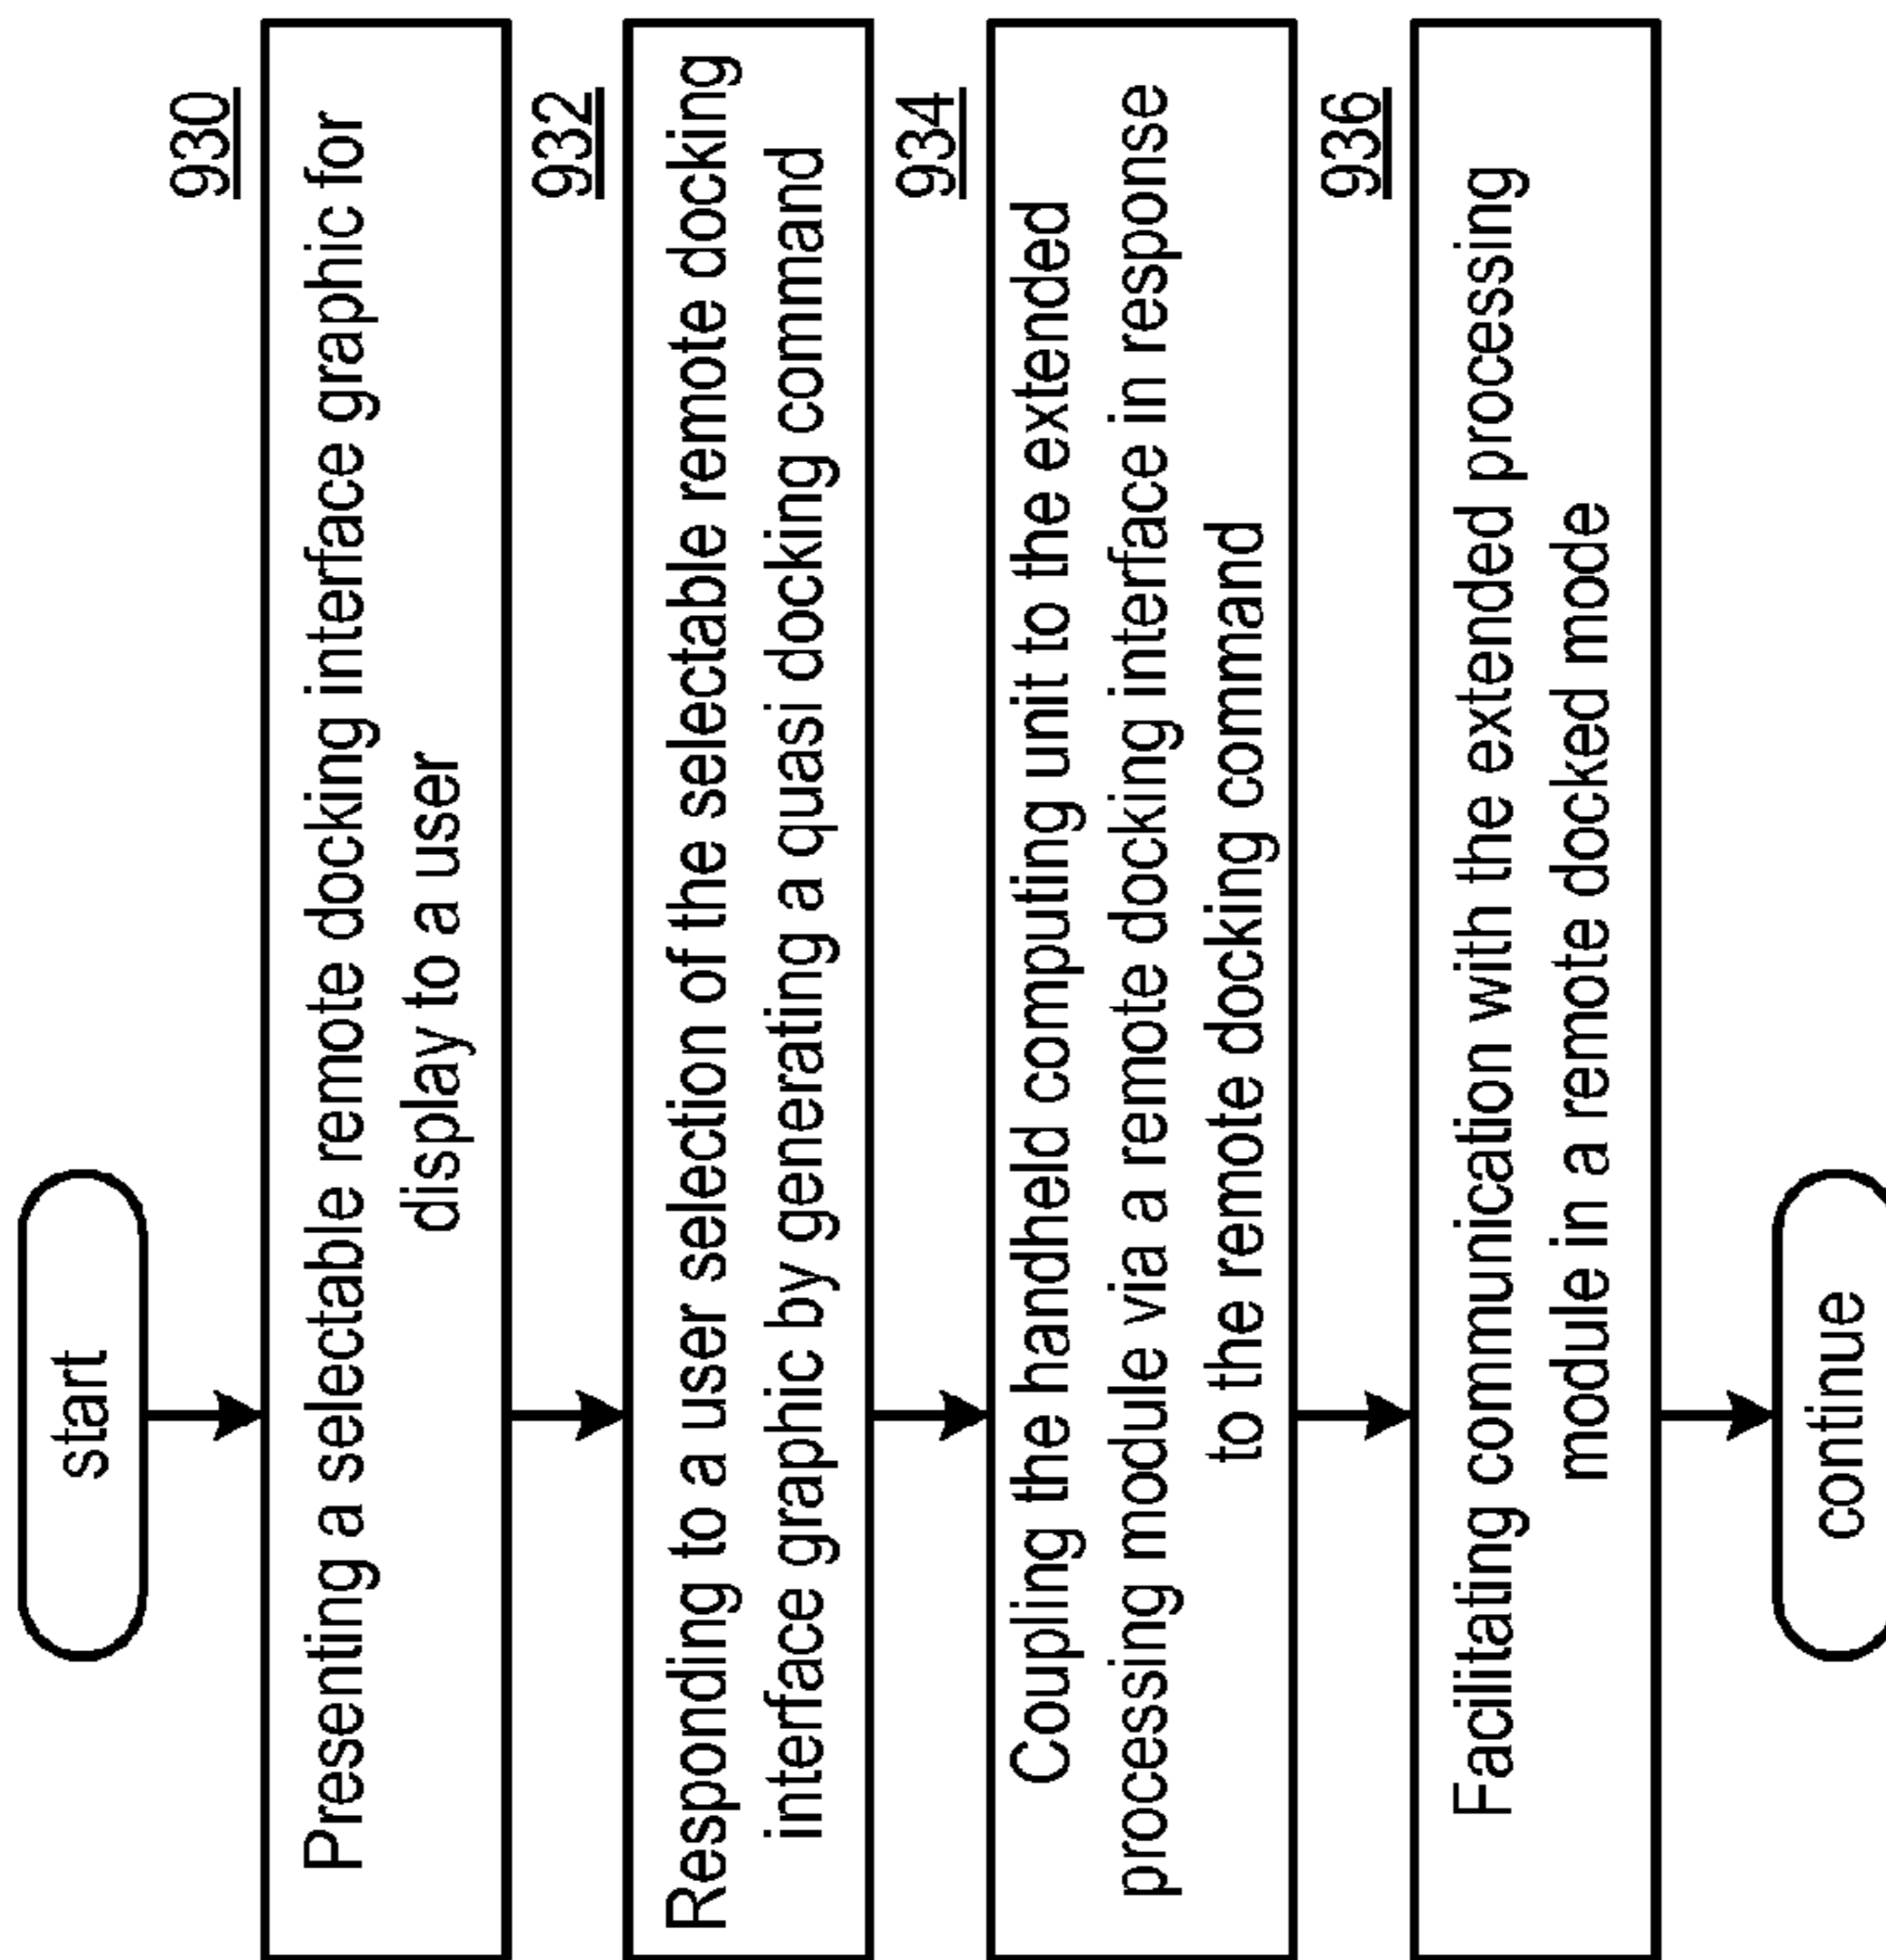 start
930
Presenting a selectable remote docking interface graphic for
display to a user
932
Responding to a user selection of the selectable remote docking
interface graphic by generating a quasi docking command
934
Coupling the handheld computing unit to the extended
processing module via a remote docking interface in response
to the remote docking command
936
Facilitating communication with the extended processing
module in a remote docked mode
continue